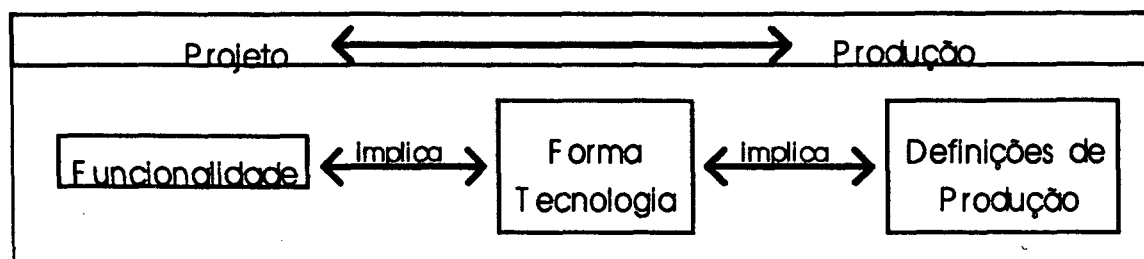 Projeto Produção
Funcionalidade implica Forma Tecnologia implica Definições de Produção